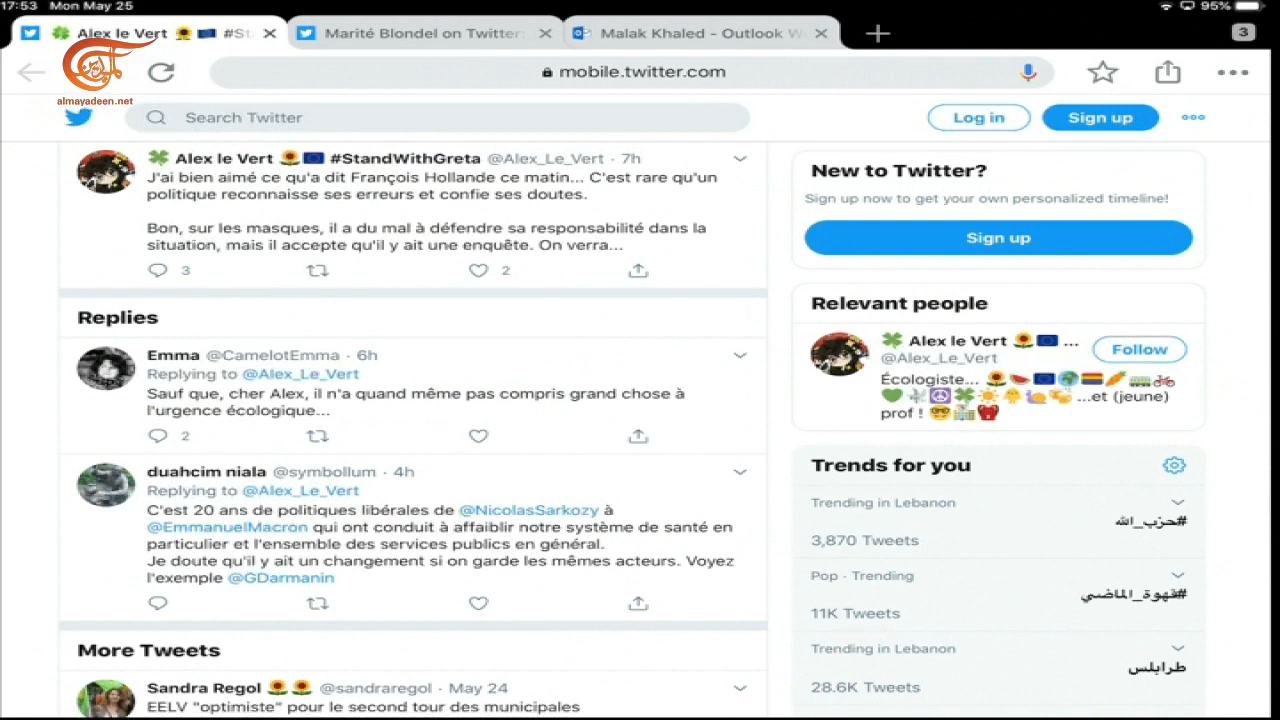 17:53 Mon May 25
95%
Alex le Vert #St
Marité Blondel on Twitter:
Malak Khaled - Outlook W
3
mobile.twitter.com
الميادين
almayadeen.net
Search Twitter
Log in
Sign up
Alex le Vert #StandWithGreta @Alex_Le_Vert · 7h
J'ai bien aimé ce qu'a dit François Hollande ce matin... C'est rare qu'un
politique reconnaisse ses erreurs et confie ses doutes.
Bon, sur les masques, il a du mal à défendre sa responsabilité dans la
situation, mais il accepte qu'il y ait une enquête. On verra...
3 2
Replies
Emma @CamelotEmma · 6h
Replying to @Alex_Le_Vert
Sauf que, cher Alex, il n'a quand même pas compris grand chose à
l'urgence écologique...
2
duahcim niala @symbollum · 4h
Replying to @Alex_Le_Vert
C'est 20 ans de politiques libérales de @NicolasSarkozy à
@EmmanuelMacron qui ont conduit à affaiblir notre système de santé en
particulier et l'ensemble des services publics en général.
Je doute qu'il y ait un changement si on garde les mêmes acteurs. Voyez
l'exemple @GDarmanin
More Tweets
Sandra Regol @sandraregol · May 24
EELV "optimiste" pour le second tour des municipales
New to Twitter?
Sign up now to get your own personalized timeline!
Sign up
Relevant people
Alex le Vert ...
@Alex_Le_Vert
Follow
Écologiste...
...et (jeune)
prof !
Trends for you
Trending in Lebanon
#حزب_الله
3,870 Tweets
Pop · Trending
#قهوة_الماضي
11K Tweets
Trending in Lebanon
طرابلس
28.6K Tweets